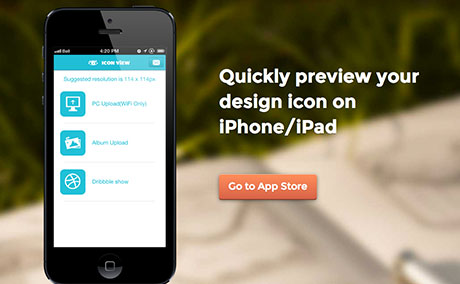 Bell
4:20 PM
ICON VIEW
Suggested resolution is 114 x 114px
PC Upload(WiFi Only)
Album Upload
Dribbble show
Quickly preview your
design icon on
iPhone/iPad
Go to App Store